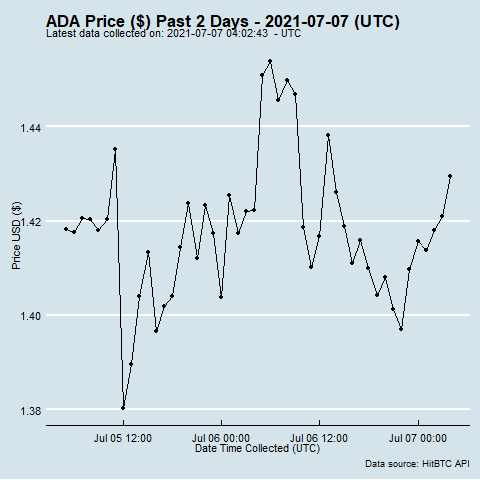 ADA Price ($) Past 2 Days - 2021-07-07 (UTC)
Latest data collected on: 2021-07-07 04:02:43 - UTC
1.44
1.42
1.40
1.38
Price USD ($)
Jul 05 12:00 Jul 06 00:00 Jul 06 12:00 Jul 07 00:00
Date Time Collected (UTC)
Data source: HitBTC API